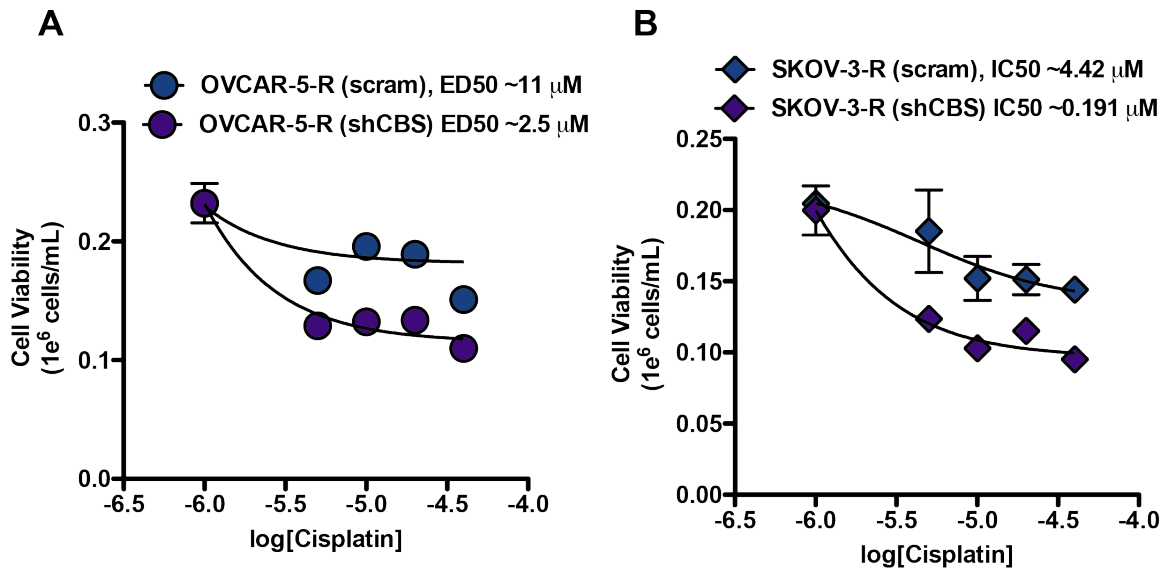 A
OVCAR-5-R (scram), ED50 ~11 μM
OVCAR-5-R (shCBS) ED50 ~2.5 μM
0.3
0.2
0.1
0.0
Cell Viability
(1e⁶ cells/mL)
-6.5 -6.0 -5.5 -5.0 -4.5 -4.0
log[Cisplatin]
B
SKOV-3-R (scram), IC50 ~4.42 μM
SKOV-3-R (shCBS) IC50 ~0.191 μM
0.25
0.20
0.15
0.10
0.05
0.00
Cell Viability
(1e⁶ cells/mL)
-6.5 -6.0 -5.5 -5.0 -4.5 -4.0
log[Cisplatin]